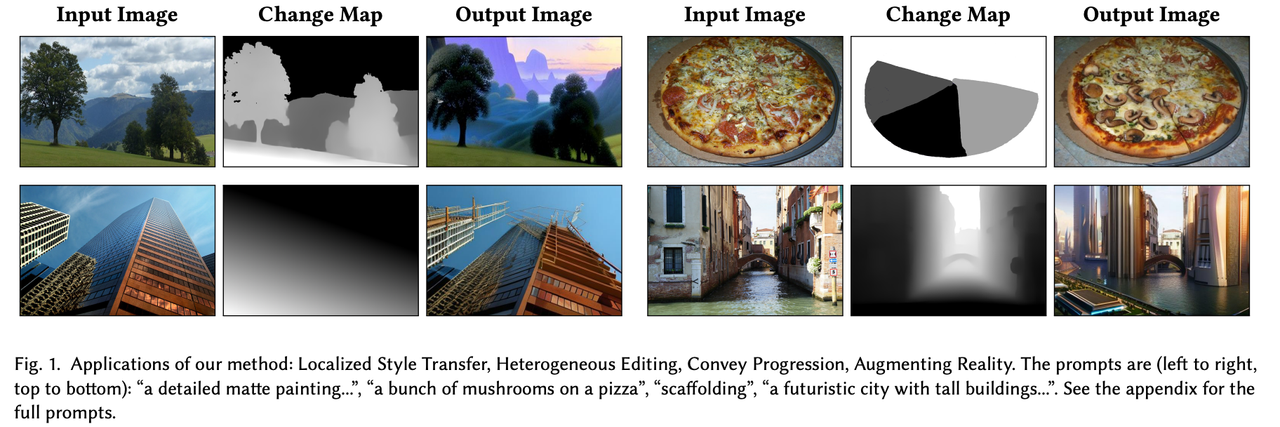 Input Image Change Map Output Image Input Image Change Map Output Image
Fig. 1. Applications of our method: Localized Style Transfer, Heterogeneous Editing, Convey Progression, Augmenting Reality. The prompts are (left to right,
top to bottom): “a detailed matte painting...”, “a bunch of mushrooms on a pizza”, “scaffolding”, “a futuristic city with tall buildings...”. See the appendix for the
full prompts.